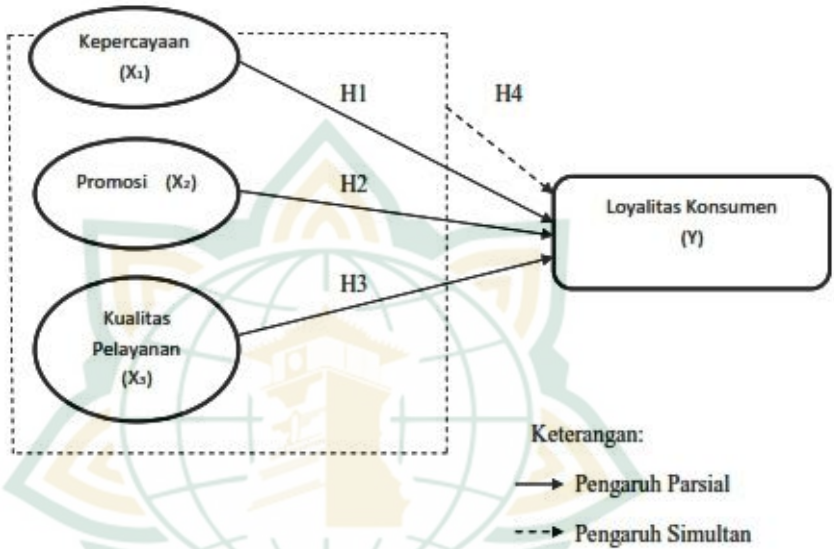 Kepercayaan
(X₁)
H1
H4
Promosi (X₂)
H2
Loyalitas Konsumen
(Y)
H3
Kualitas
Pelayanan
(X₃)
Keterangan:
Pengaruh Parsial
Pengaruh Simultan